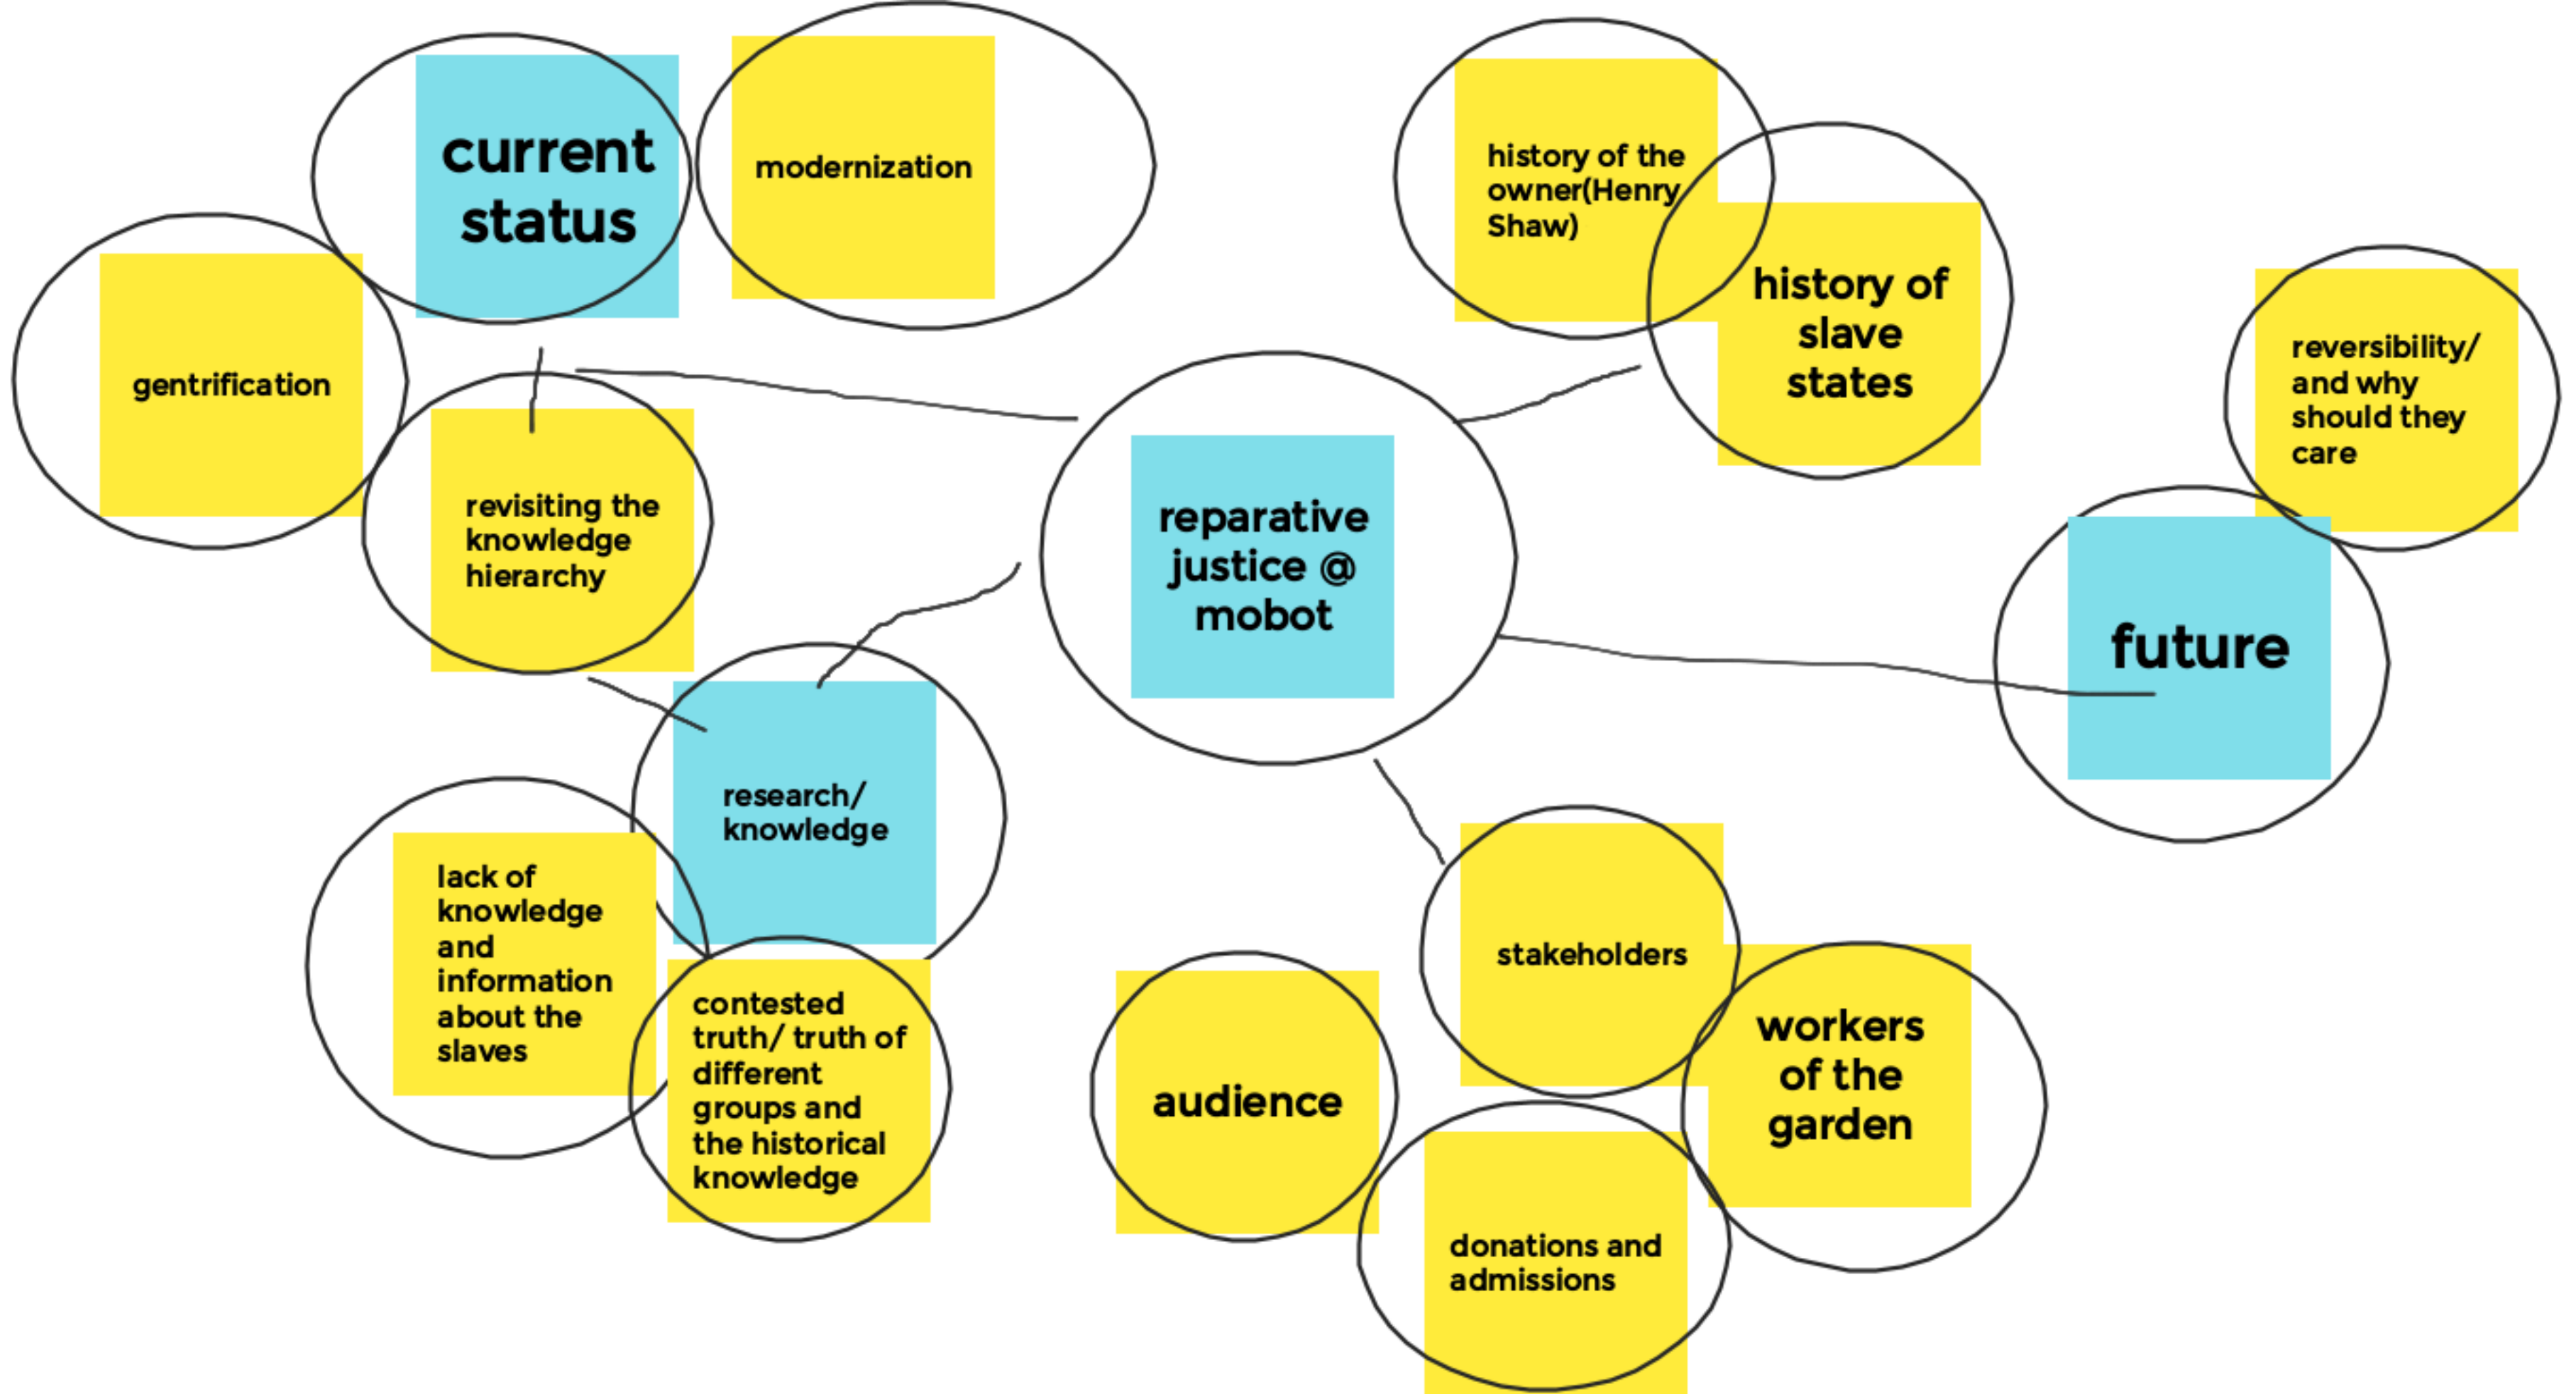 current
status
modernization
gentrification
revisiting the
knowledge
hierarchy
history of the
owner(Henry
Shaw)
history of
slave
states
reversibility/
and why
should they
care
reparative
justice @
mobot
future
research/
knowledge
lack of
knowledge
and
information
about the
slaves
contested
truth/ truth of
different
groups and
the historical
knowledge
stakeholders
workers
of the
garden
audience
donations and
admissions